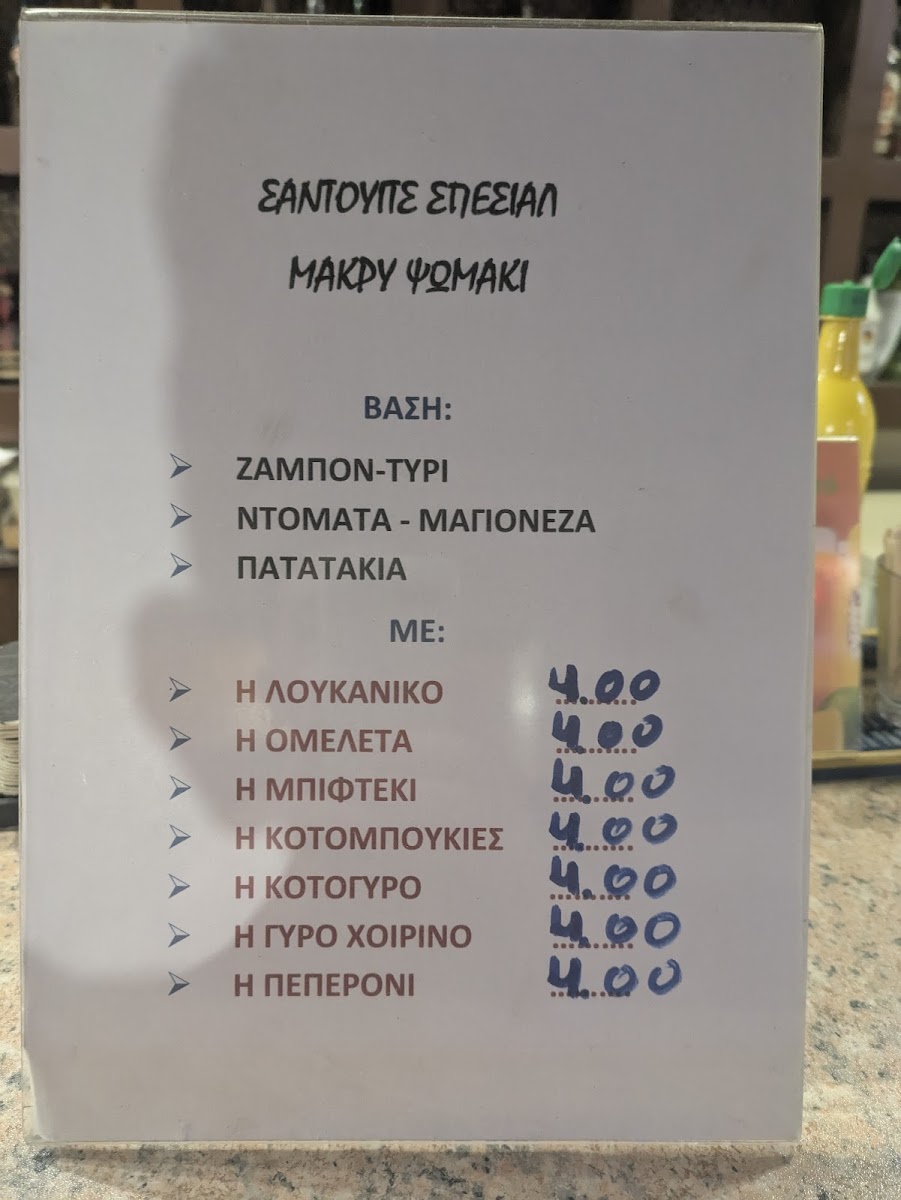 ΣΑΝΤΟΥΙΤΣ ΣΠΕΣΙΑΛ
ΜΑΚΡΥ ΨΩΜΑΚΙ
ΒΑΣΗ:
ΖΑΜΠΟΝ-ΤΥΡΙ
ΝΤΟΜΑΤΑ - ΜΑΓΙΟΝΕΖΑ
ΠΑΤΑΤΑΚΙΑ
ΜΕ:
Η ΛΟΥΚΑΝΙΚΟ 4.00
Η ΟΜΕΛΕΤΑ 4.00
Η ΜΠΙΦΤΕΚΙ 4.00
Η ΚΟΤΟΜΠΟΥΚΙΕΣ 4.00
Η ΚΟΤΟΓΥΡΟ 4.00
Η ΓΥΡΟ ΧΟΙΡΙΝΟ 4.00
Η ΠΕΠΕΡΟΝΙ 4.00